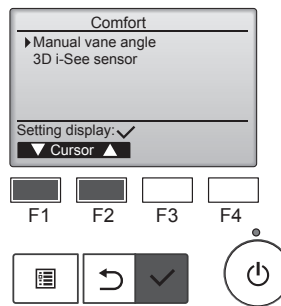 Comfort
Manual vane angle
3D i-See sensor
Setting display:
Cursor
F1 F2 F3 F4